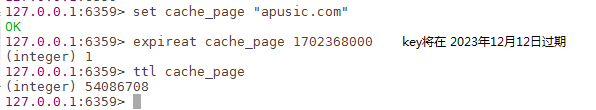 127.0.0.1:6359> set cache_page "apusic.com"
OK
127.0.0.1:6359> expireat cache_page 1702368000 key将在 2023年12月12日过期
(integer) 1
127.0.0.1:6359> ttl cache_page
(integer) 54086708
127.0.0.1:6359>